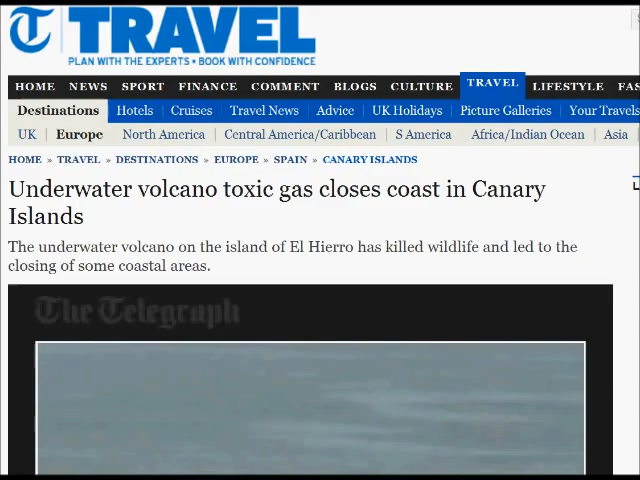 TRAVEL
PLAN WITH THE EXPERTS • BOOK WITH CONFIDENCE
HOME NEWS SPORT FINANCE COMMENT BLOGS CULTURE TRAVEL LIFESTYLE FAS
Destinations Hotels Cruises Travel News Advice UK Holidays Picture Galleries Your Travels
UK Europe North America Central America/Caribbean S America Africa/Indian Ocean Asia
HOME » TRAVEL » DESTINATIONS » EUROPE » SPAIN » CANARY ISLANDS
Underwater volcano toxic gas closes coast in Canary
Islands
The underwater volcano on the island of El Hierro has killed wildlife and led to the
closing of some coastal areas.
The Telegraph